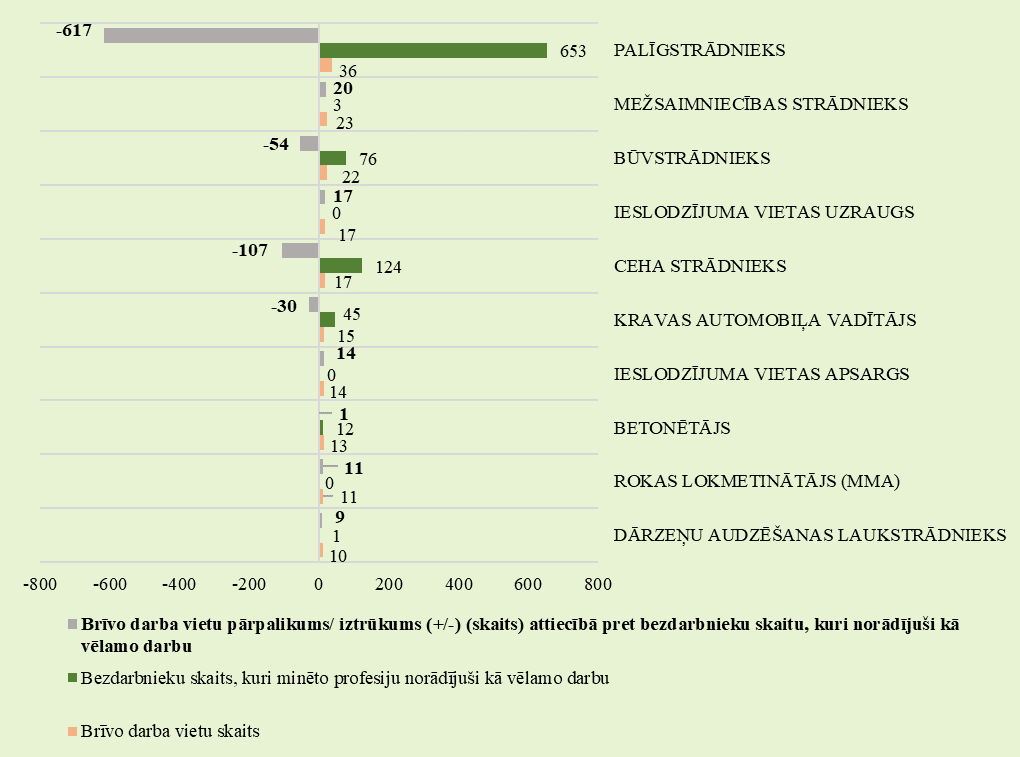 -617
653
36
PALĪGSTRĀDNIEKS
20
3
23
MEŽSAIMNIECĪBAS STRĀDNIEKS
-54
76
22
BŪVSTRĀDNIEKS
17
0
17
IESLODZĪJUMA VIETAS UZRAUGS
-107
124
17
CEHA STRĀDNIEKS
-30
45
15
KRAVAS AUTOMOBIĻA VADĪTĀJS
14
0
14
IESLODZĪJUMA VIETAS APSARGS
1
12
13
BETONĒTĀJS
11
0
11
ROKAS LOKMETINĀTĀJS (MMA)
9
1
10
DĀRZEŅU AUDZĒŠANAS LAUKSTRĀDNIEKS
-800 -600 -400 -200 0 200 400 600 800
Brīvo darba vietu pārpalikums/ iztrūkums (+/-) (skaits) attiecībā pret bezdarbnieku skaitu, kuri norādījuši kā
vēlamo darbu
Bezdarbnieku skaits, kuri minēto profesiju norādījuši kā vēlamo darbu
Brīvo darba vietu skaits